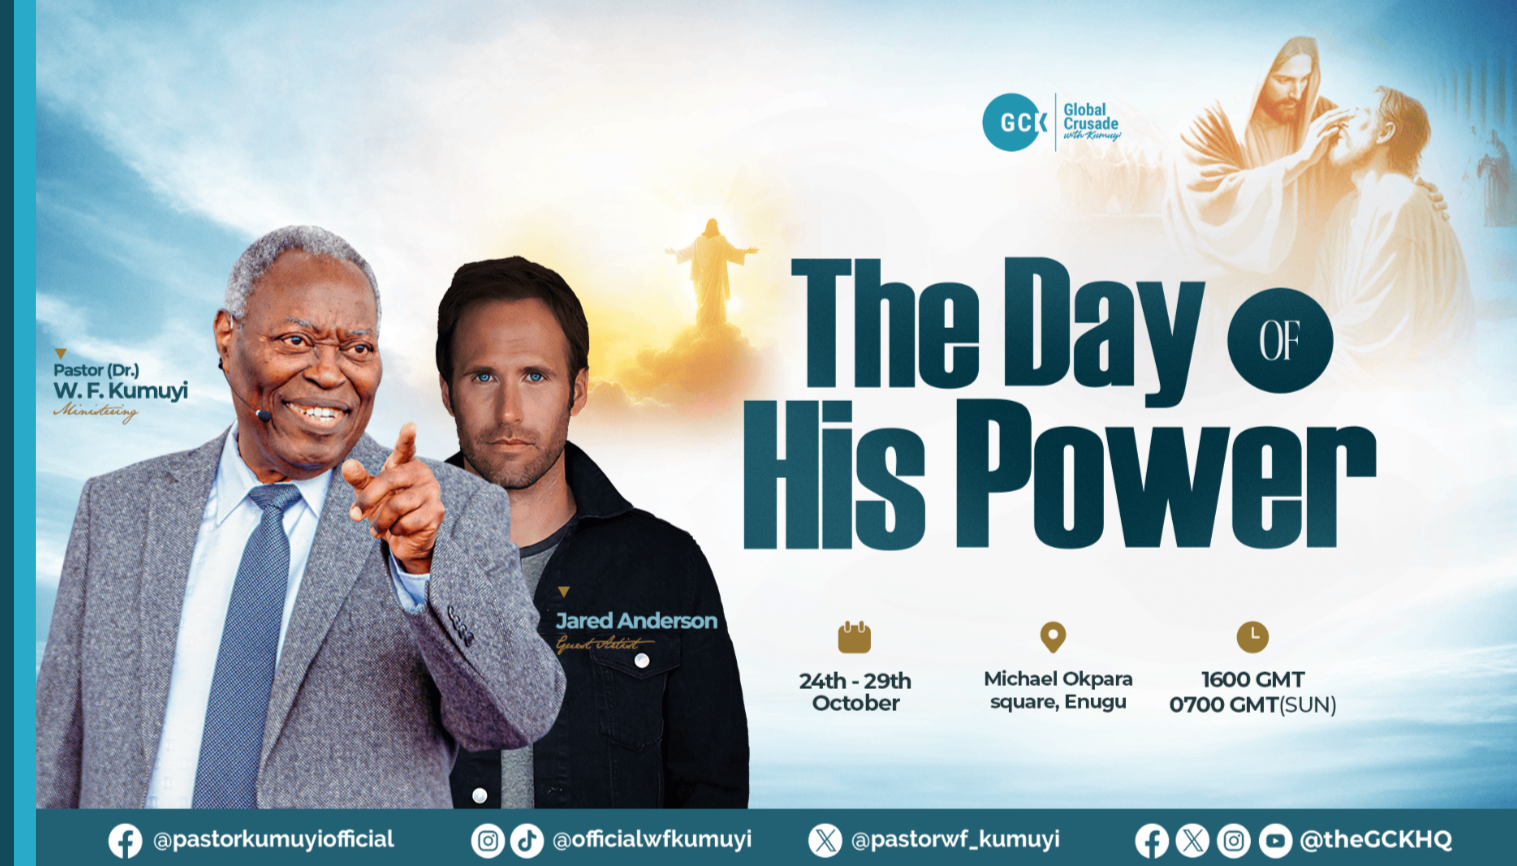 GCK
Global
Crusade
with Kumuyi
The Day OF
His Power
Pastor (Dr.)
W. F. Kumuyi
Ministering
Jared Anderson
Guest Artist
24th - 29th
October
Michael Okpara
square, Enugu
1600 GMT
0700 GMT(SUN)
@pastorkumuyiofficial
@officialwfkumuyi
@pastorwf_kumuyi
@theGCKHQ